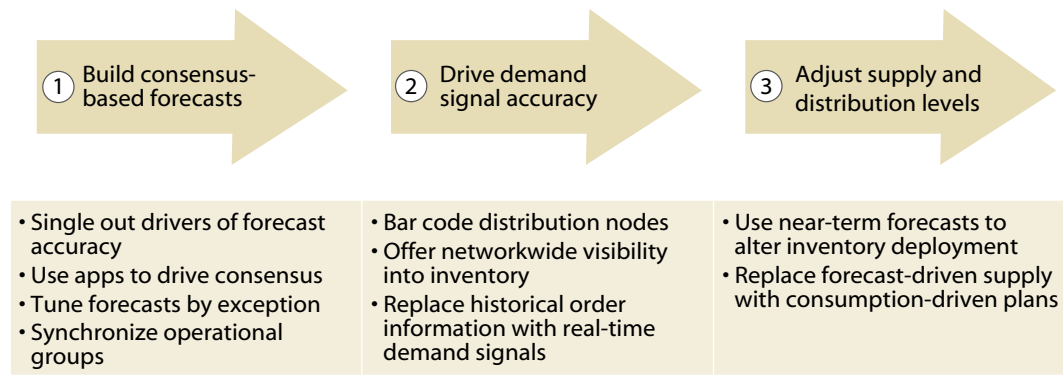 1 Build consensus-
based forecasts
2 Drive demand
signal accuracy
3 Adjust supply and
distribution levels
• Single out drivers of forecast
accuracy
• Use apps to drive consensus
• Tune forecasts by exception
• Synchronize operational
groups
• Bar code distribution nodes
• Offer networkwide visibility
into inventory
• Replace historical order
information with real-time
demand signals
• Use near-term forecasts to
alter inventory deployment
• Replace forecast-driven supply
with consumption-driven plans